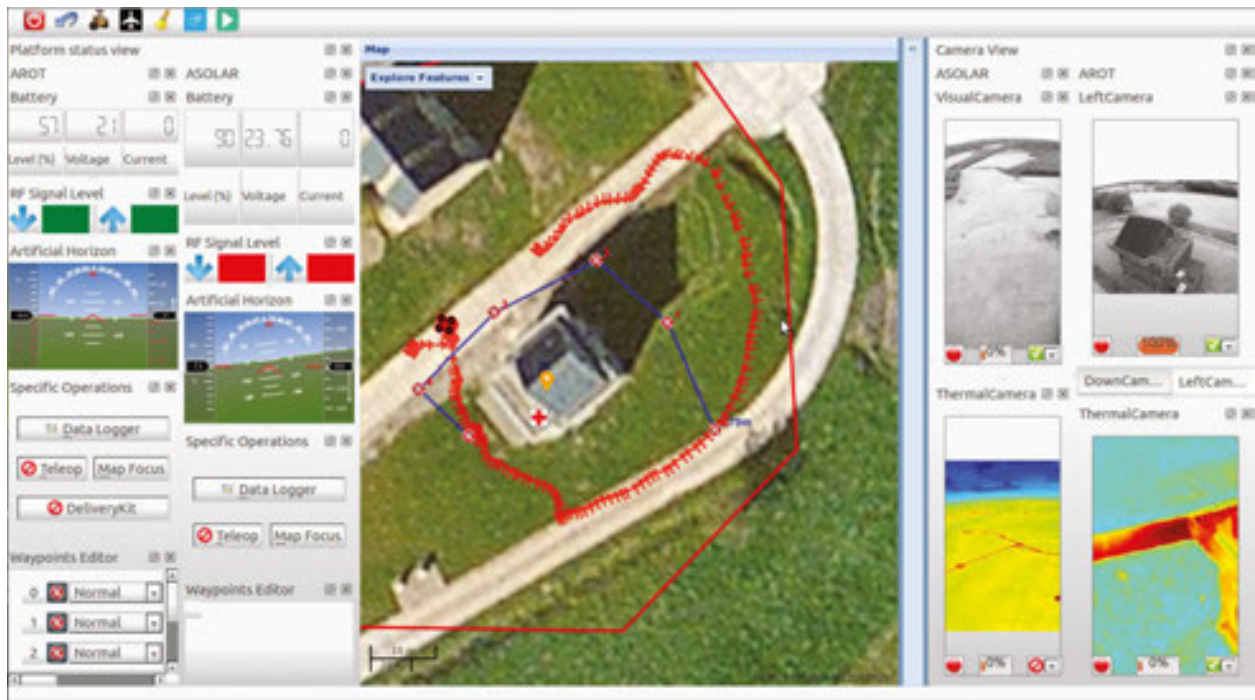 Platform status view
AROT
Battery
57 21 0
Level (%) Voltage Current
RF Signal Level
Artificial Horizon
Specific Operations
Data Logger
Teleop Map Focus
DeliveryKit
Waypoints Editor
0 Normal
1 Normal
2 Normal
ASOLAR
Battery
90 23.76 0
Level (%) Voltage Current
RF Signal Level
Artificial Horizon
Specific Operations
Data Logger
Teleop Map Focus
Waypoints Editor
Map
Explore Features
Camera View
ASOLAR
VisualCamera
0%
ThermalCamera
0%
AROT
LeftCamera
100%
DownCam... LeftCam...
ThermalCamera
0%